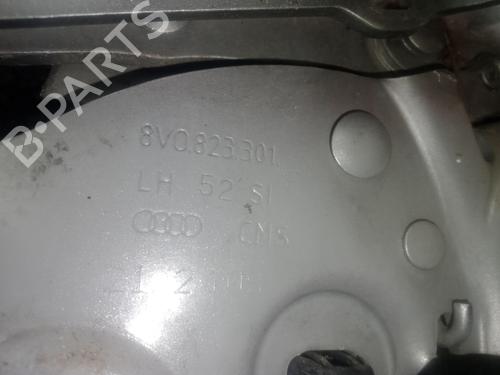 B-PARTS
8V0.823.301
LH 52 SI
CMS